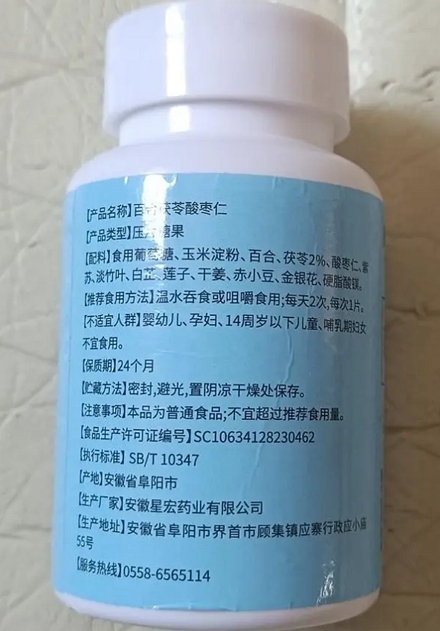 【产品名称】百合茯苓酸枣仁
【产品类型】压片糖果
【配料】食用葡萄糖、玉米淀粉、百合、茯苓2%、酸枣仁、紫
苏、淡竹叶、白芷、莲子、干姜、赤小豆、金银花、硬脂酸镁。
【推荐食用方法】温水吞食或咀嚼食用;每天2次,每次1片。
【不适宜人群】婴幼儿、孕妇、14周岁以下儿童、哺乳期妇女
不宜食用。
【保质期】24个月
【贮藏方法】密封,避光,置阴凉干燥处保存。
【注意事项】本品为普通食品;不宜超过推荐食用量。
【食品生产许可证编号】SC10634128230462
【执行标准】SB/T 10347
【产地】安徽省阜阳市
【生产厂家】安徽星宏药业有限公司
【生产地址】安徽省阜阳市界首市顾集镇应寨行政应小庙
55号
【服务热线】0558-6565114